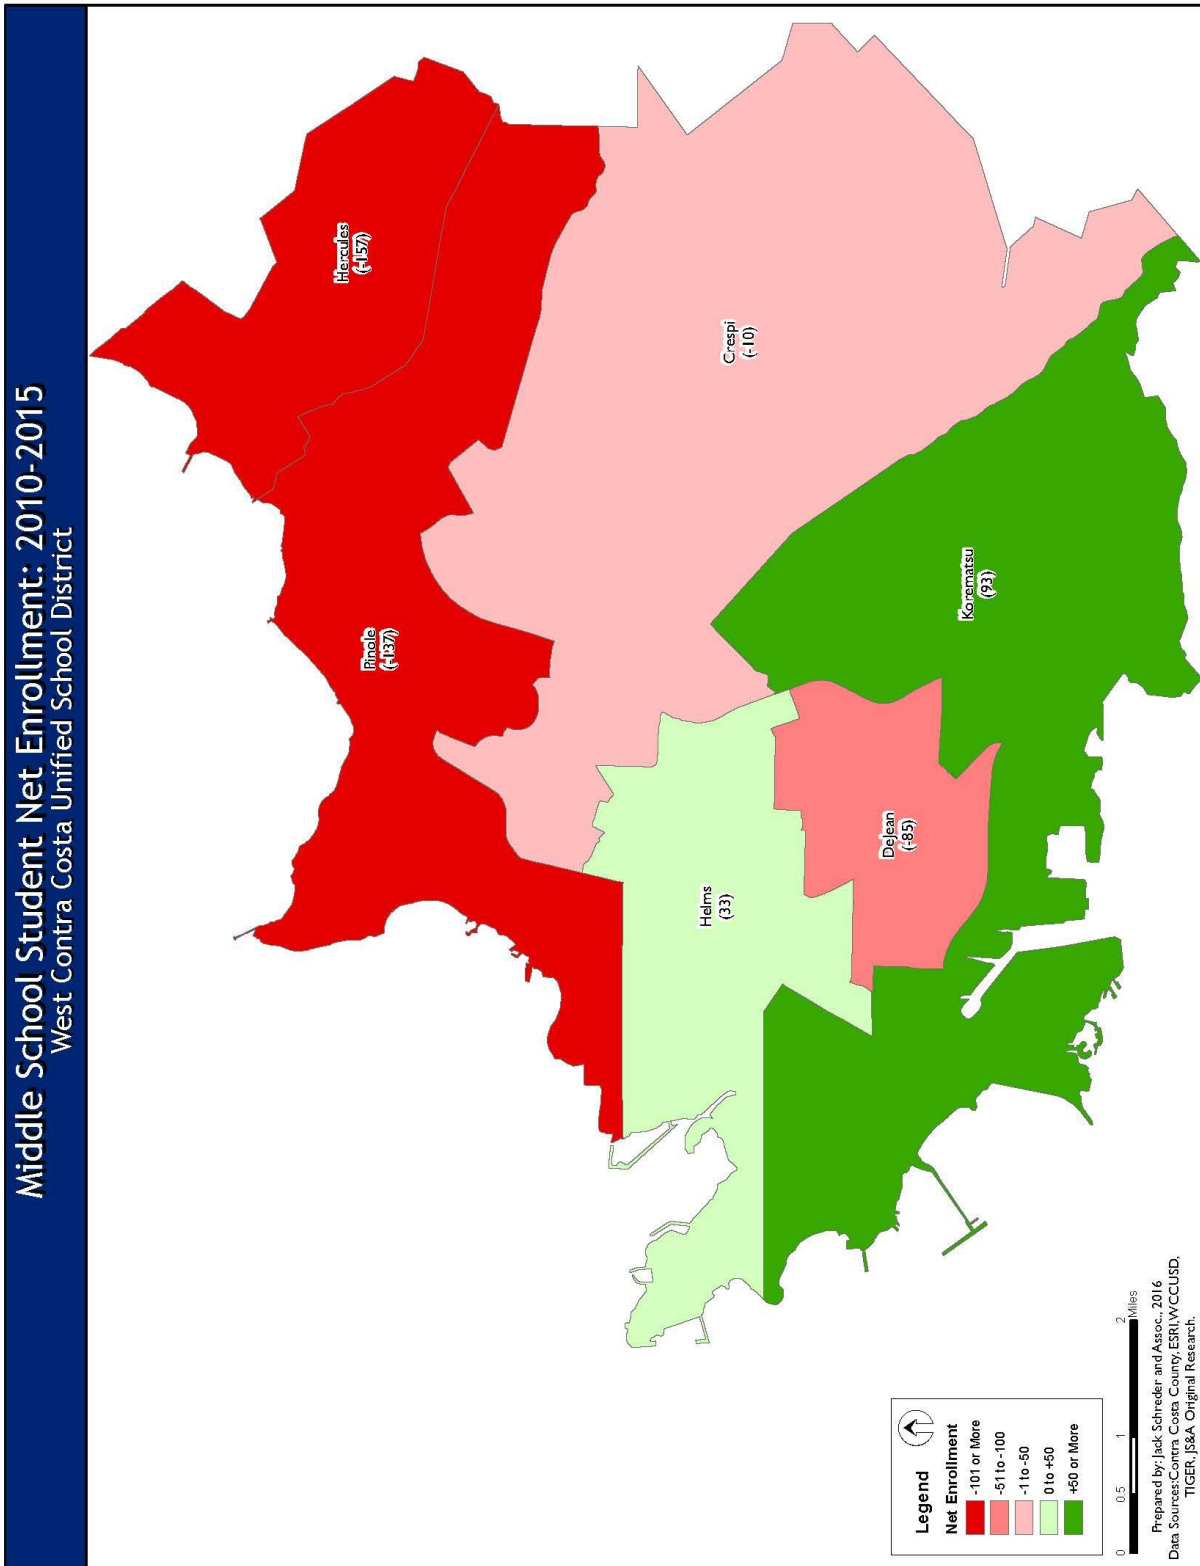 Middle School Student Net Enrollment: 2010-2015
West Contra Costa Unified School District
Hercules
(-157)
Pinole
(-137)
Crespi
(-10)
Helms
(33)
DeJean
(-85)
Korematsu
(93)
Legend
Net Enrollment
-101 or More
-51 to -100
-1 to -50
0 to +50
+50 or More
0 0.5 1 2
Miles
Prepared by: Jack Schreder and Assoc., 2016
Data Sources:Contra Costa County, ESRI, WCCUSD,
TIGER, JS&A Original Research.